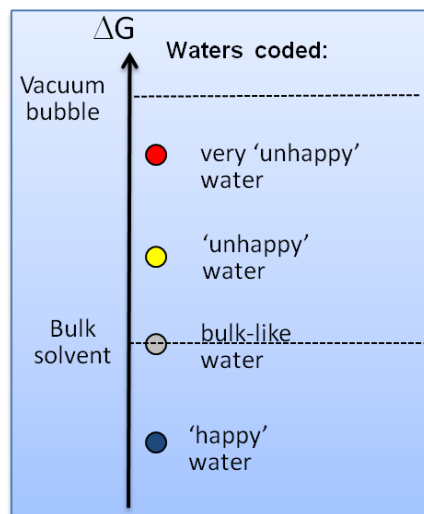 ΔG
Waters coded:
Vacuum
bubble
very 'unhappy'
water
'unhappy'
water
Bulk
solvent
bulk-like
water
'happy'
water